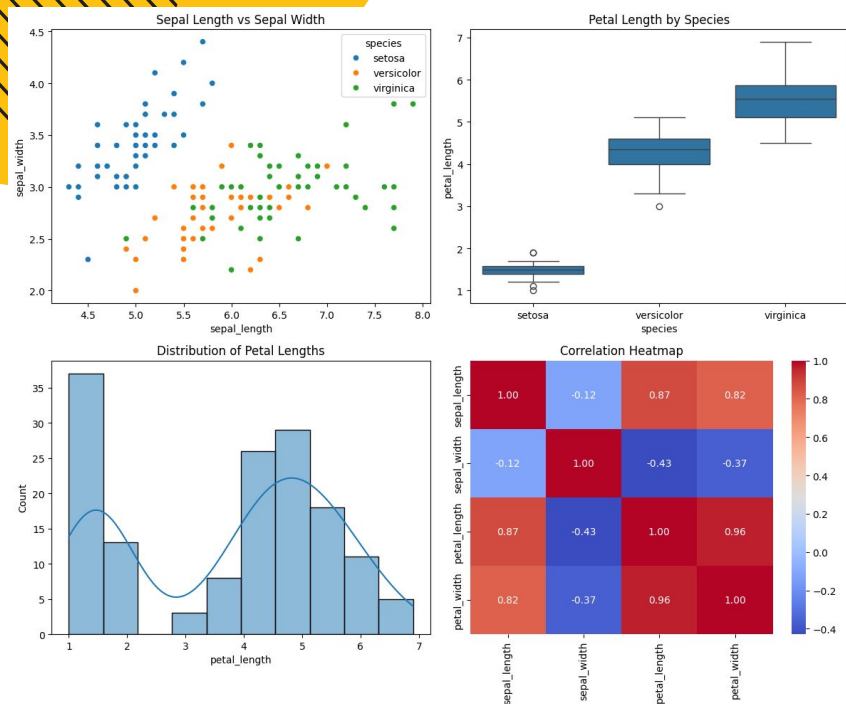 Sepal Length vs Sepal Width
4.5
4.0
3.5
3.0
2.5
2.0
sepal_width
species
setosa
versicolor
virginica
4.5 5.0 5.5 6.0 6.5 7.0 7.5 8.0
sepal_length
Petal Length by Species
7
6
5
4
3
2
1
petal_length
setosa versicolor virginica
species
Distribution of Petal Lengths
35
30
25
20
15
10
5
0
Count
1 2 3 4 5 6 7
petal_length
Correlation Heatmap
sepal_length 1.00 -0.12 0.87 0.82
sepal_width -0.12 1.00 -0.43 -0.37
petal_length 0.87 -0.43 1.00 0.96
petal_width 0.82 -0.37 0.96 1.00
sepal_length sepal_width petal_length petal_width
1.0
0.8
0.6
0.4
0.2
0.0
−0.2
−0.4